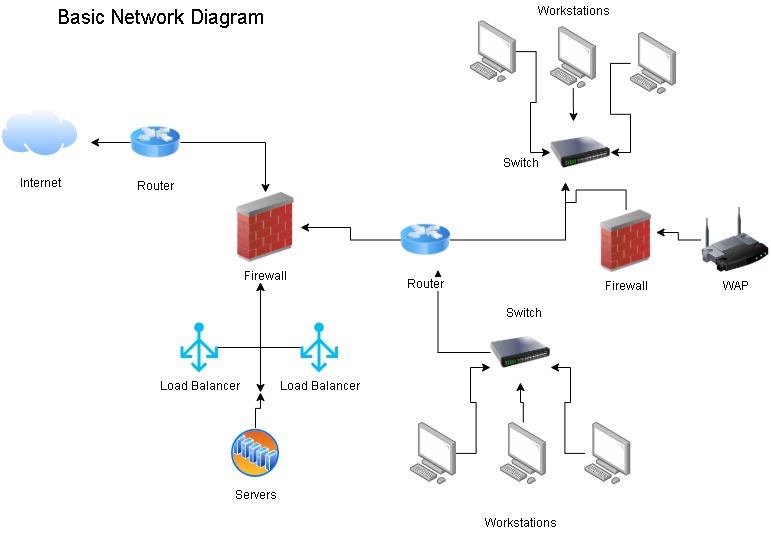 Basic Network Diagram
Workstations
Switch
Internet
Router
Firewall
Router
Firewall
WAP
Switch
Load Balancer
Load Balancer
Servers
Workstations